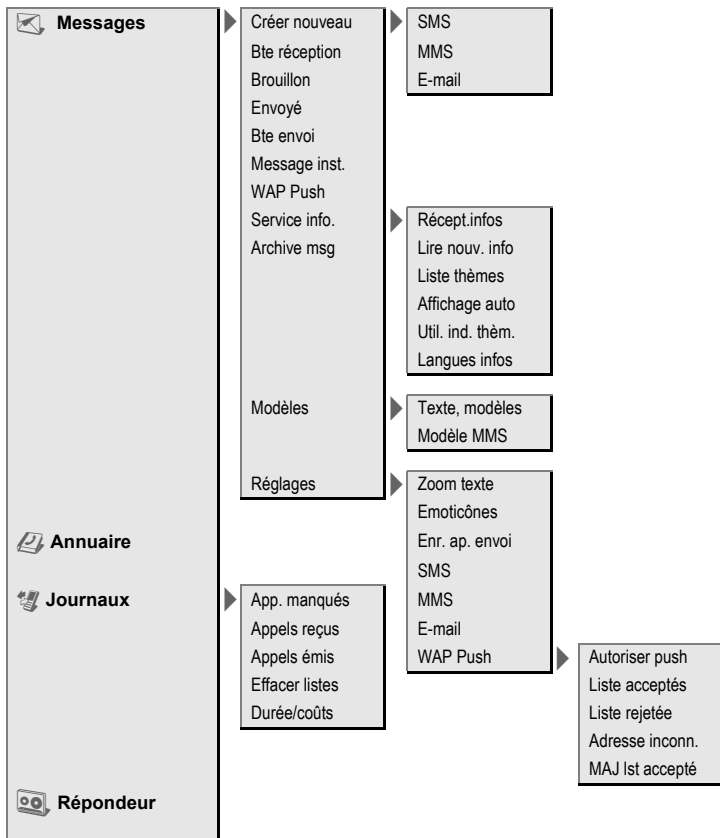 Messages
Créer nouveau
SMS
Bte réception
MMS
Brouillon
E-mail
Envoyé
Bte envoi
Message inst.
WAP Push
Service info.
Récept.infos
Archive msg
Lire nouv. info
Liste thèmes
Affichage auto
Util. ind. thèm.
Langues infos
Modèles
Texte, modèles
Modèle MMS
Réglages
Zoom texte
Emoticônes
Annuaire
Enr. ap. envoi
SMS
Journaux
App. manqués
MMS
Appels reçus
E-mail
Appels émis
WAP Push
Autoriser push
Effacer listes
Liste acceptés
Durée/coûts
Liste rejetée
Adresse inconn.
MAJ lst accepté
Répondeur